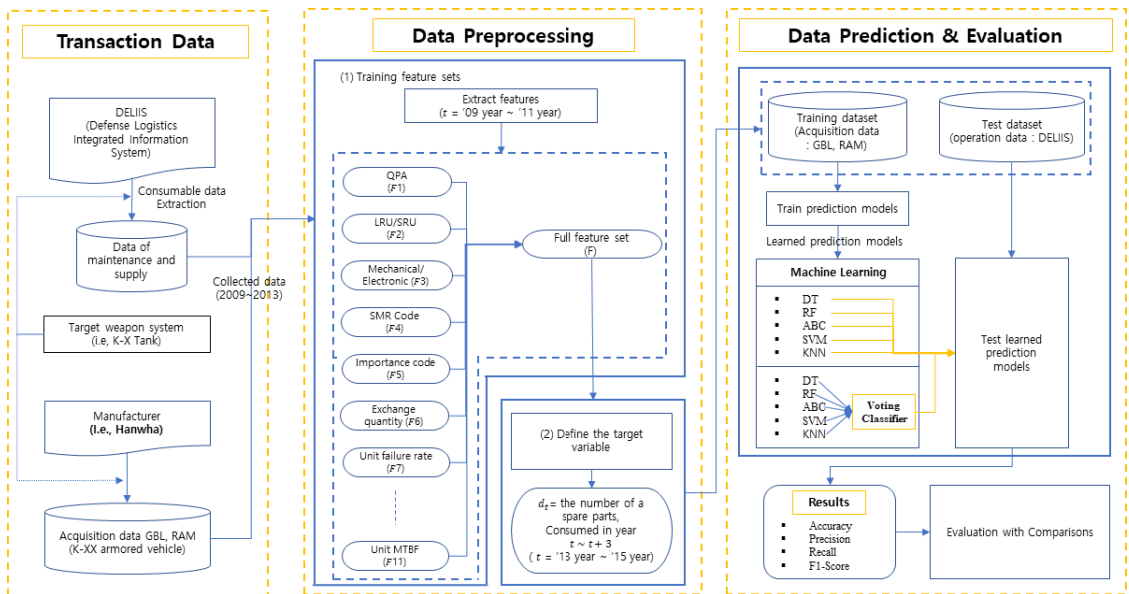 Transaction Data
DELIIS
(Defense Logistics
Integrated Information
System)
Consumable data
Extraction
Data of
maintenance and
supply
Collected data
(2009~2013)
Target weapon system
(i.e, K-X Tank)
Manufacturer
(I.e., Hanwha)
Acquisition data GBL, RAM
(K-XX armored vehicle)
Data Preprocessing
(1) Training feature sets
Extract features
(t = '09 year ~ '11 year)
QPA
(F1)
LRU/SRU
(F2)
Mechanical/
Electronic (F3)
SMR Code
(F4)
Importance code
(F5)
Exchange
quantity (F6)
Unit failure rate
(F7)
Unit MTBF
(F11)
Full feature set
(F)
(2) Define the target
variable
dt= the number of a
spare parts,
Consumed in year
t ~ t + 3
( t = '13 year ~ '15 year)
Data Prediction & Evaluation
Training dataset
(Acquisition data
: GBL, RAM)
Test dataset
(operation data : DELIIS)
Train prediction models
Learned prediction models
Machine Learning
▪ DT
▪ RF
▪ ABC
▪ SVM
▪ KNN
▪ DT
▪ RF
▪ ABC
▪ SVM
▪ KNN
Voting
Classifier
Test learned
prediction
models
Results
▪ Accuracy
▪ Precision
▪ Recall
▪ F1-Score
Evaluation with Comparisons